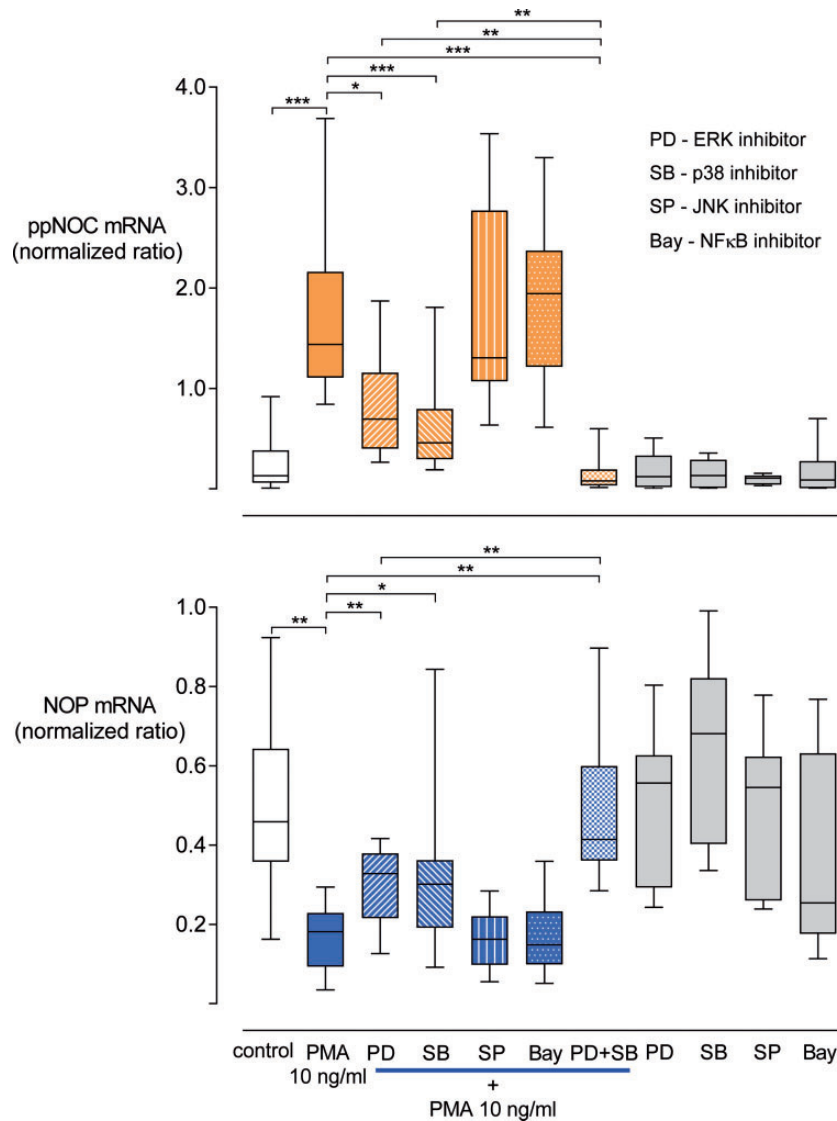 **
**
***
***
***
*
4.0
3.0
2.0
1.0
ppNOC mRNA
(normalized ratio)
PD - ERK inhibitor
SB - p38 inhibitor
SP - JNK inhibitor
Bay - NFκB inhibitor
**
**
*
**
**
1.0
0.8
0.6
0.4
0.2
NOP mRNA
(normalized ratio)
control PMA PD SB SP Bay PD+SB PD SB SP Bay
10 ng/ml
+
PMA 10 ng/ml